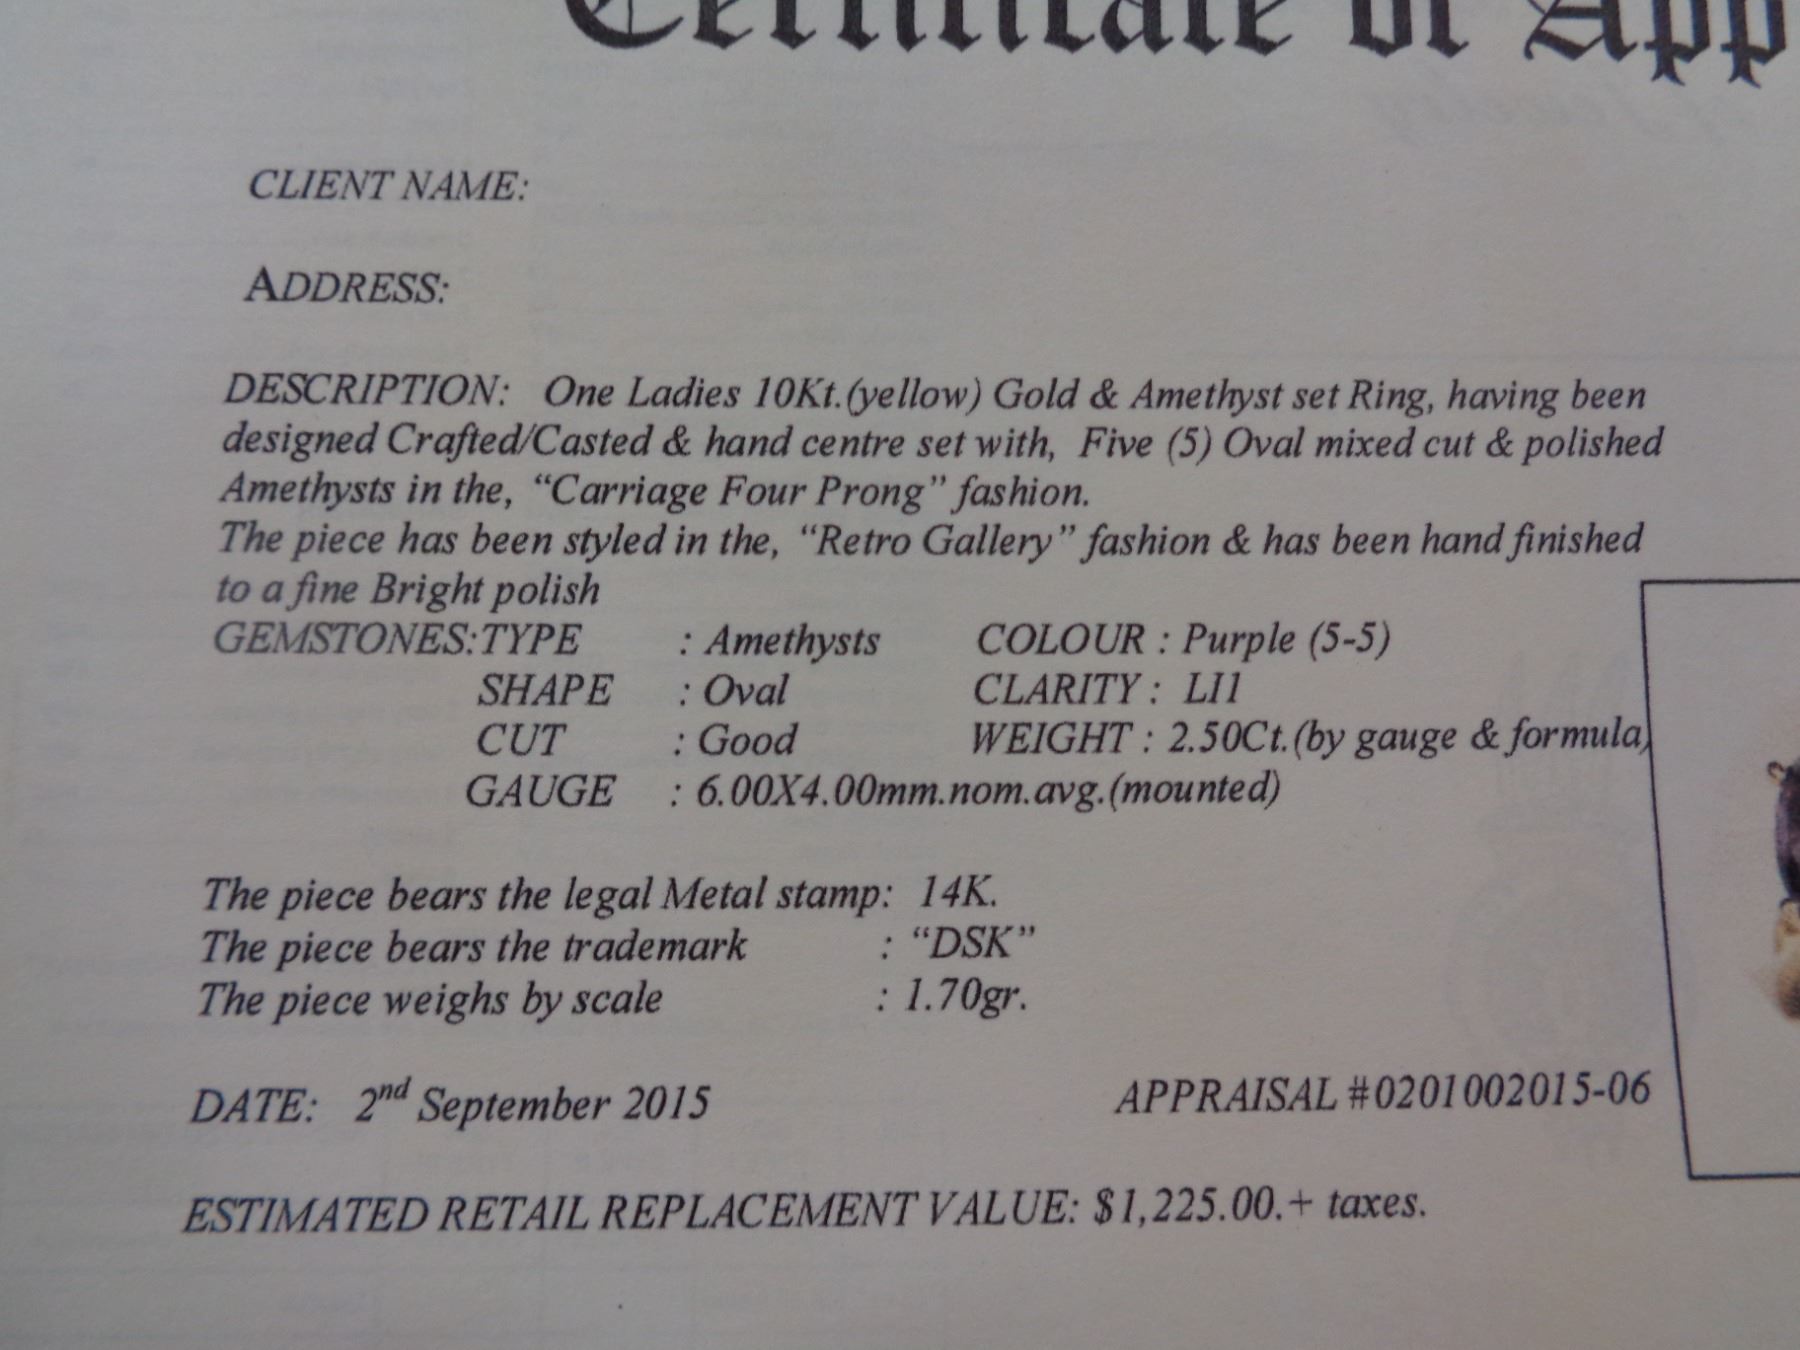 Certificate of App
CLIENT NAME:
ADDRESS:
DESCRIPTION: One Ladies 10Kt.(yellow) Gold & Amethyst set Ring, having been
designed Crafted/Casted & hand centre set with, Five (5) Oval mixed cut & polished
Amethysts in the, “Carriage Four Prong” fashion.
The piece has been styled in the, “Retro Gallery” fashion & has been hand finished
to a fine Bright polish
GEMSTONES:TYPE : Amethysts COLOUR : Purple (5-5)
SHAPE : Oval CLARITY : LI1
CUT : Good WEIGHT : 2.50Ct.(by gauge & formula)
GAUGE : 6.00X4.00mm.nom.avg.(mounted)
The piece bears the legal Metal stamp: 14K.
The piece bears the trademark : “DSK”
The piece weighs by scale : 1.70gr.
DATE: 2nd September 2015 APPRAISAL #0201002015-06
ESTIMATED RETAIL REPLACEMENT VALUE: $1,225.00.+ taxes.